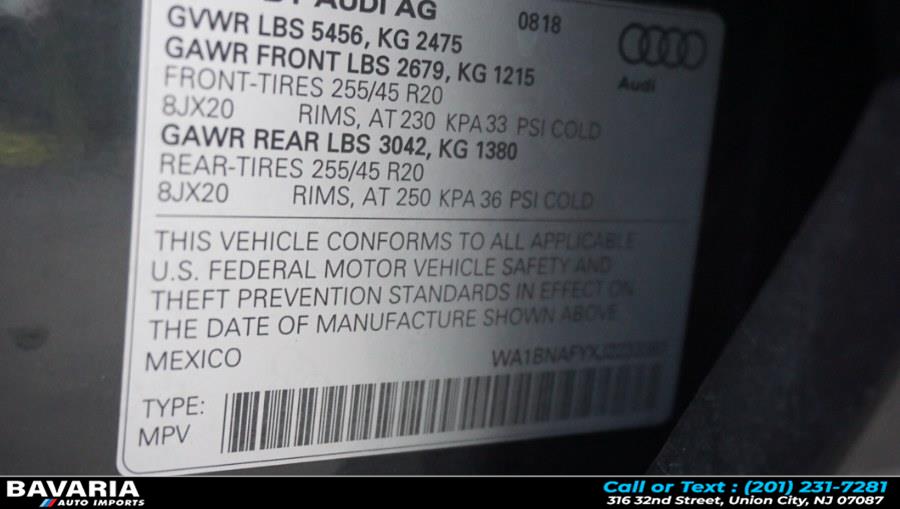 AUDI AG
0818
GVWR LBS 5456, KG 2475
GAWR FRONT LBS 2679, KG 1215
Audi
FRONT-TIRES 255/45 R20
8JX20 RIMS, AT 230 KPA 33 PSI COLD
GAWR REAR LBS 3042, KG 1380
REAR-TIRES 255/45 R20
8JX20 RIMS, AT 250 KPA 36 PSI COLD
THIS VEHICLE CONFORMS TO ALL APPLICABLE
U.S. FEDERAL MOTOR VEHICLE SAFETY AND
THEFT PREVENTION STANDARDS IN EFFECT ON
THE DATE OF MANUFACTURE SHOWN ABOVE
MEXICO
TYPE:
MPV
BAVARIA
AUTO IMPORTS
Call or Text : (201) 231-7281
316 32nd Street, Union City, NJ 07087